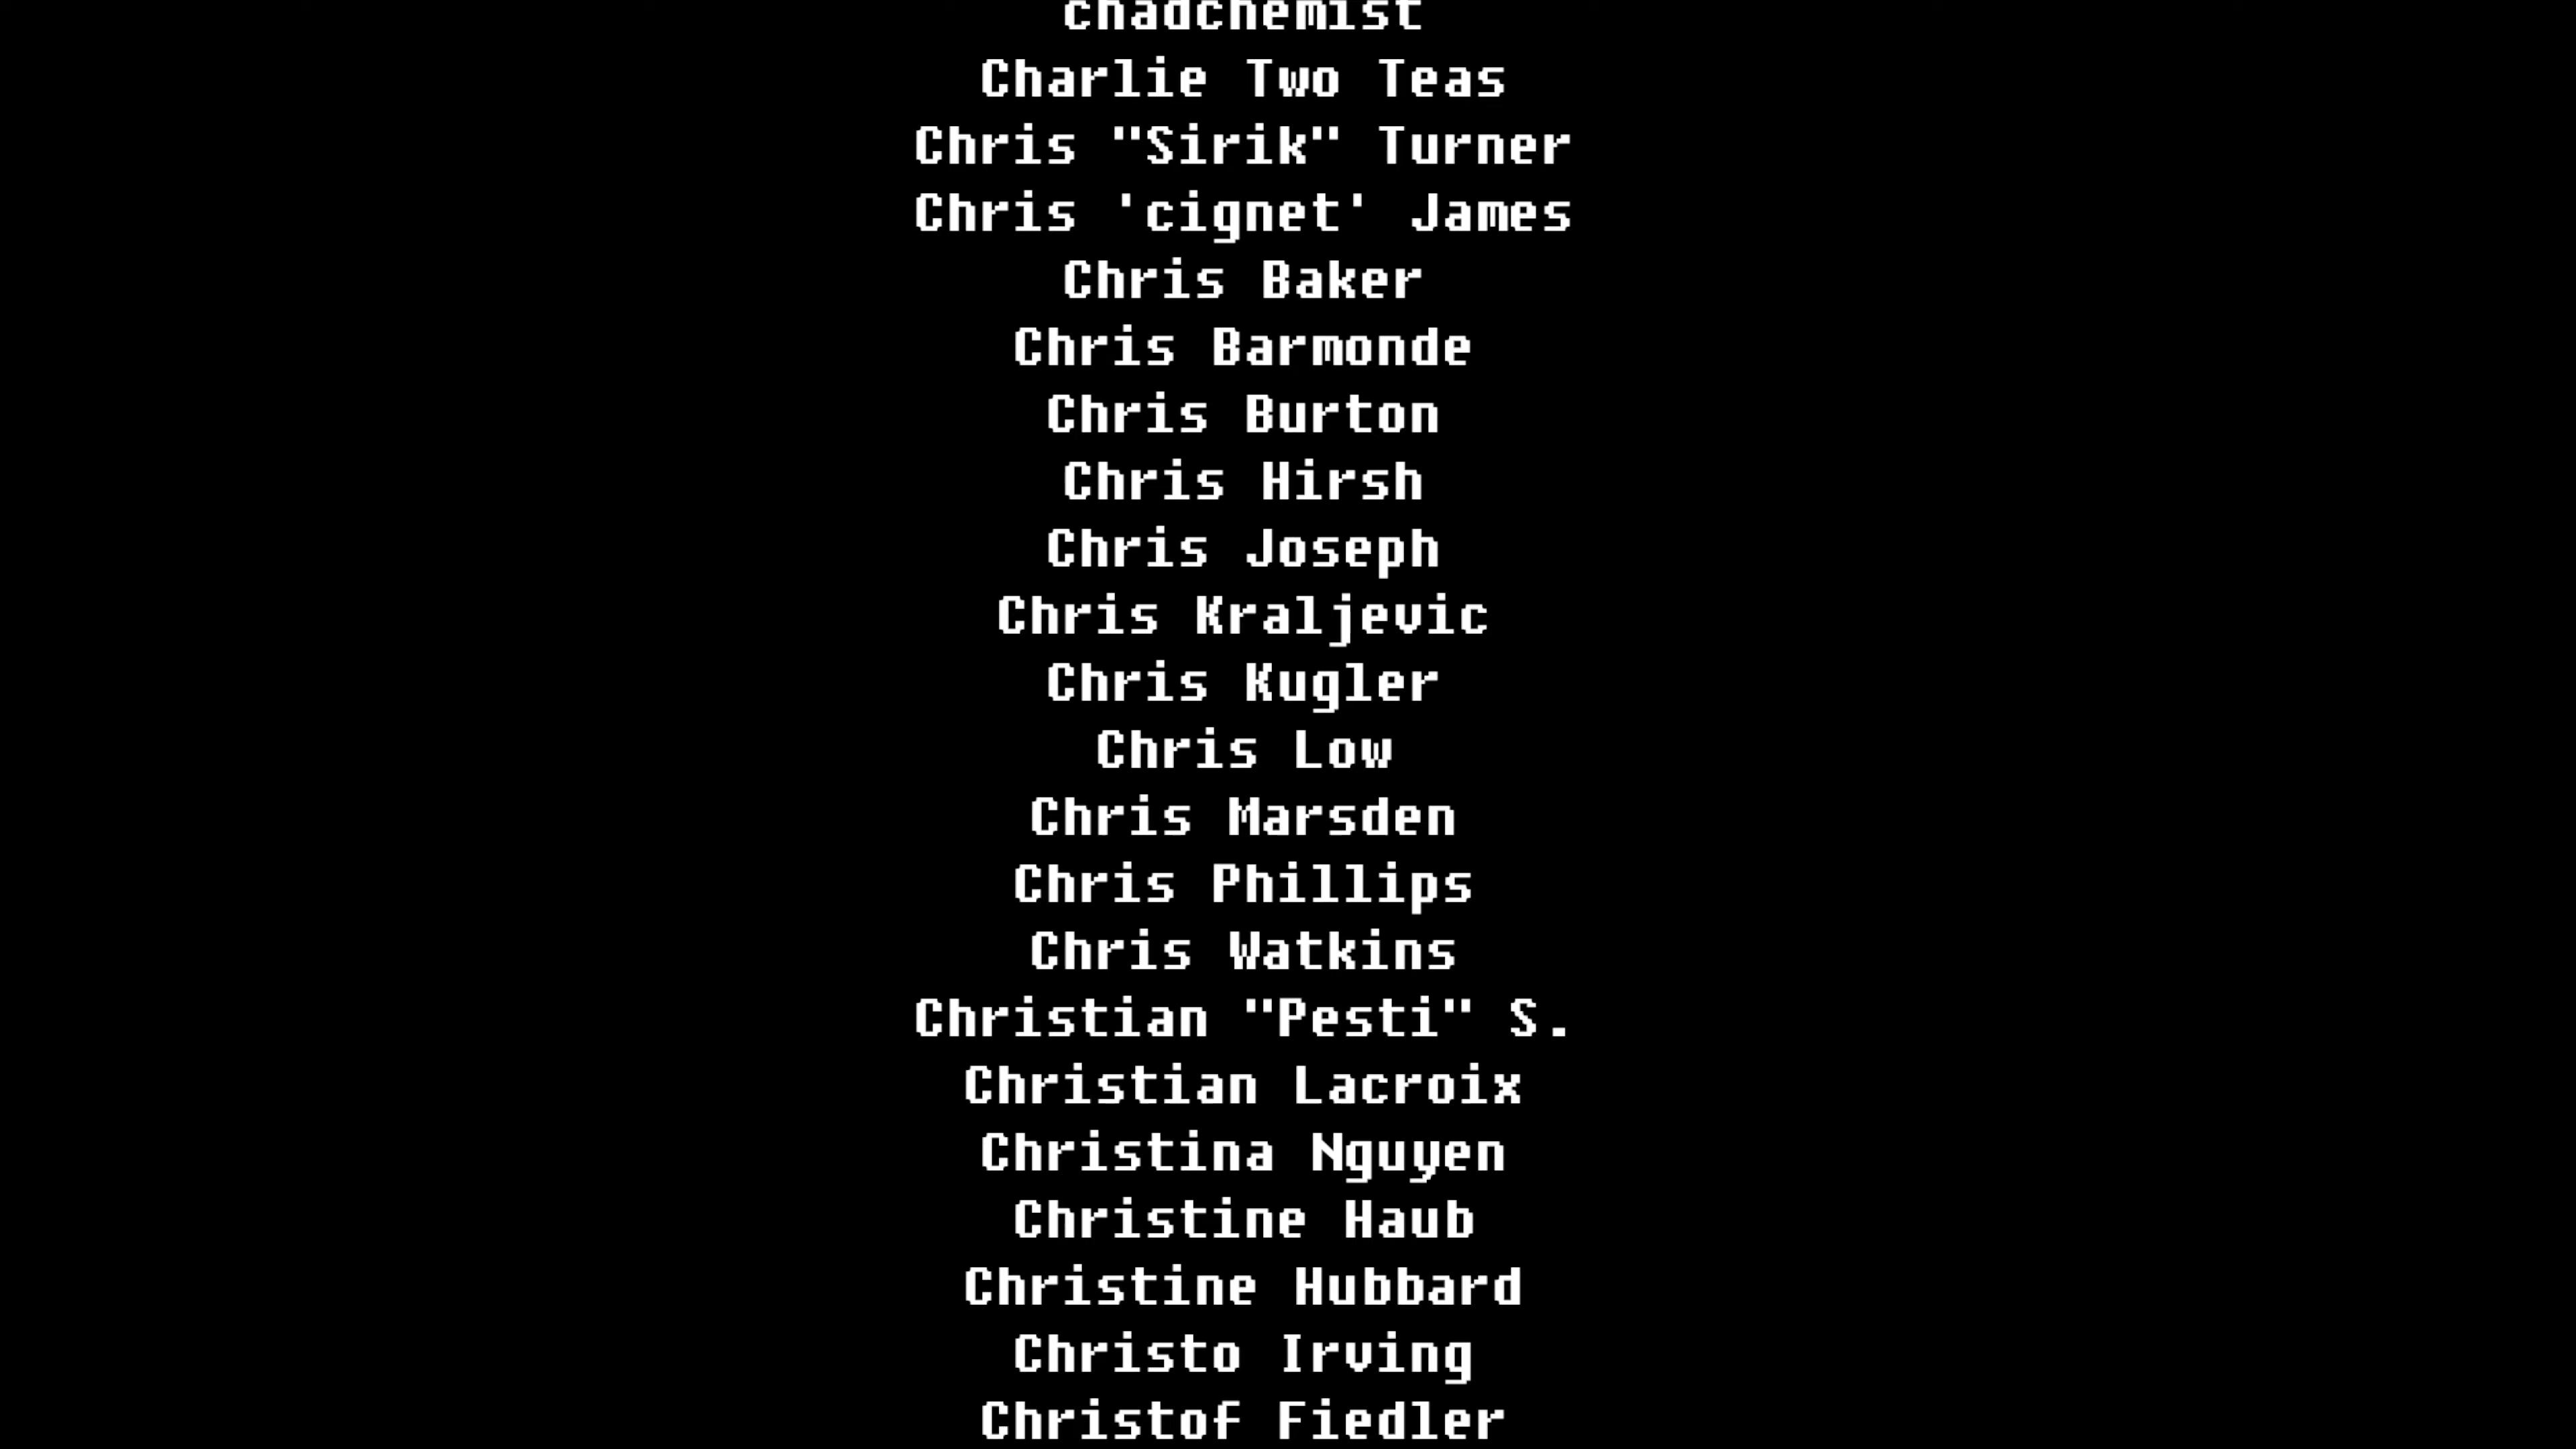 chadchemist
Charlie Two Teas
Chris "Sirik" Turner
Chris 'cignet' James
Chris Baker
Chris Barmonde
Chris Burton
Chris Hirsh
Chris Joseph
Chris Kraljevic
Chris Kugler
Chris Low
Chris Marsden
Chris Phillips
Chris Watkins
Christian "Pesti" S.
Christian Lacroix
Christina Nguyen
Christine Haub
Christine Hubbard
Christo Irving
Christof Fiedler